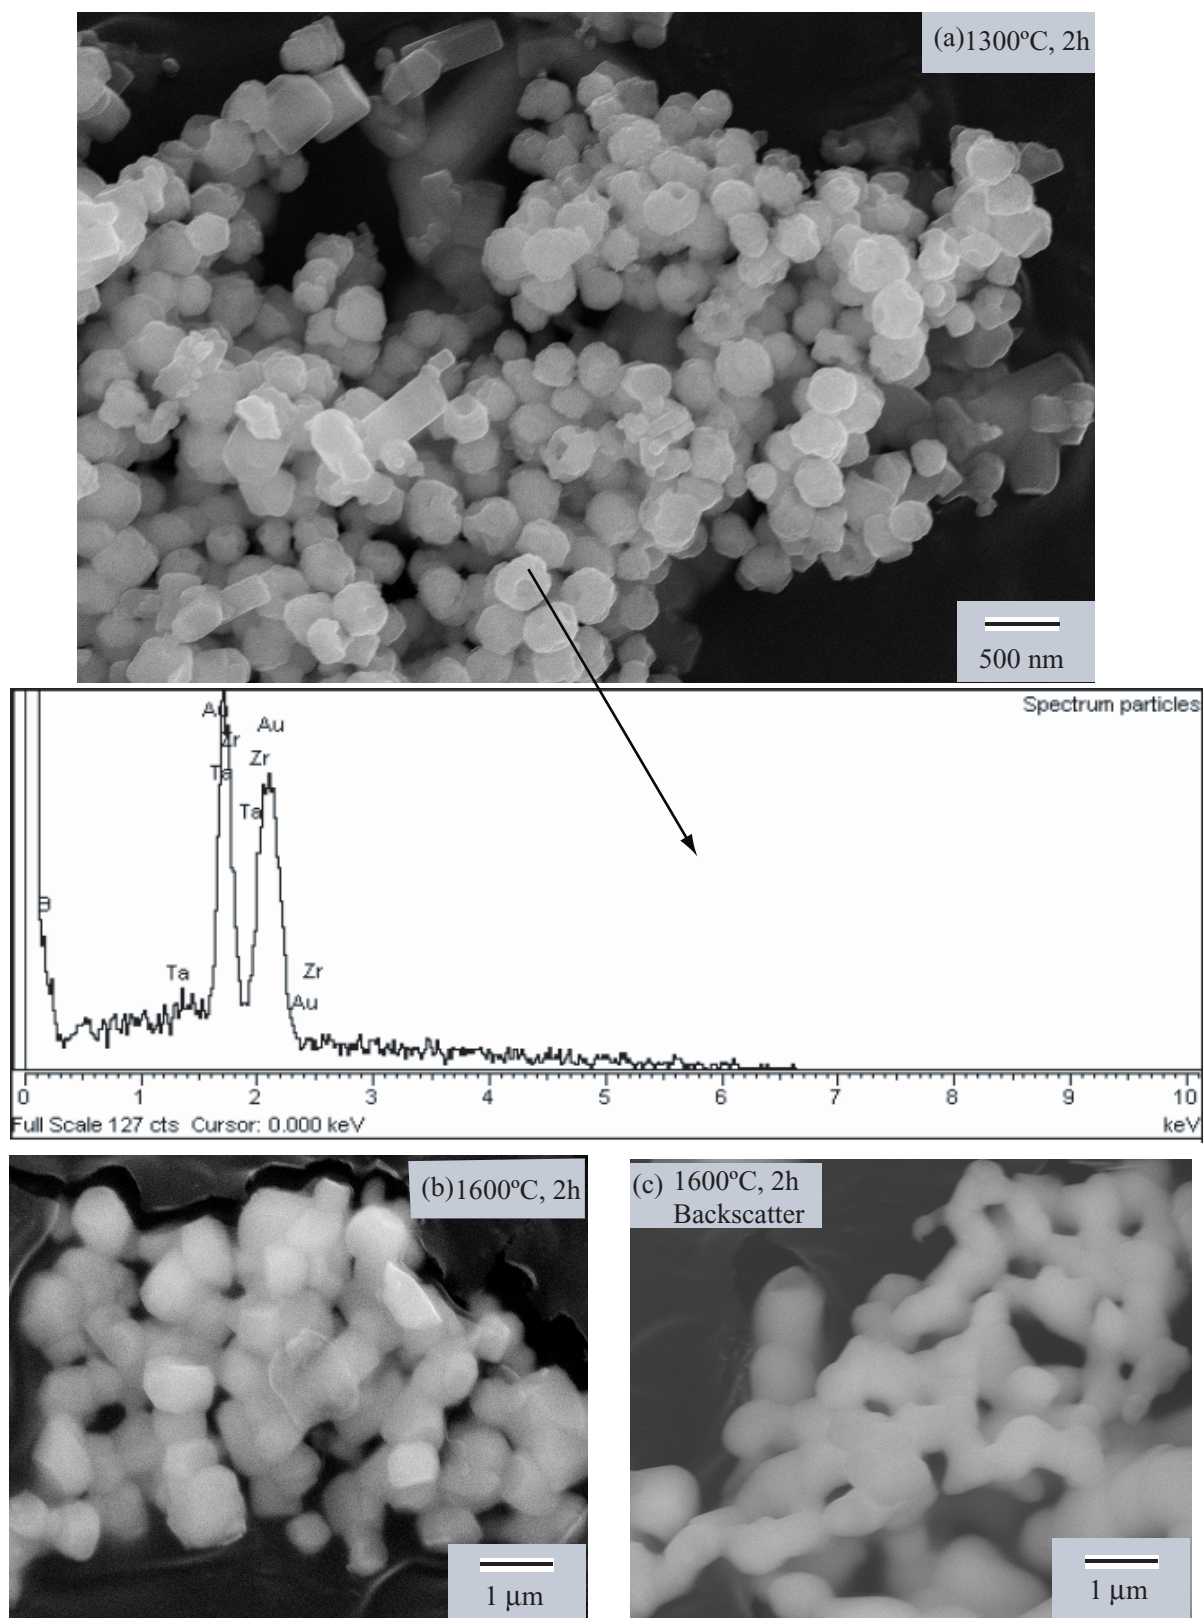 (a)1300ºC, 2h
500 nm
Spectrum particles
Au
Zr
Ta
Au
Zr
Ta
B
Ta
Zr
Au
0 1 2 3 4 5 6 7 8 9 10
Full Scale 127 cts Cursor: 0.000 keV keV
(b)1600ºC, 2h
(c) 1600ºC, 2h
Backscatter
1 μm
1 μm